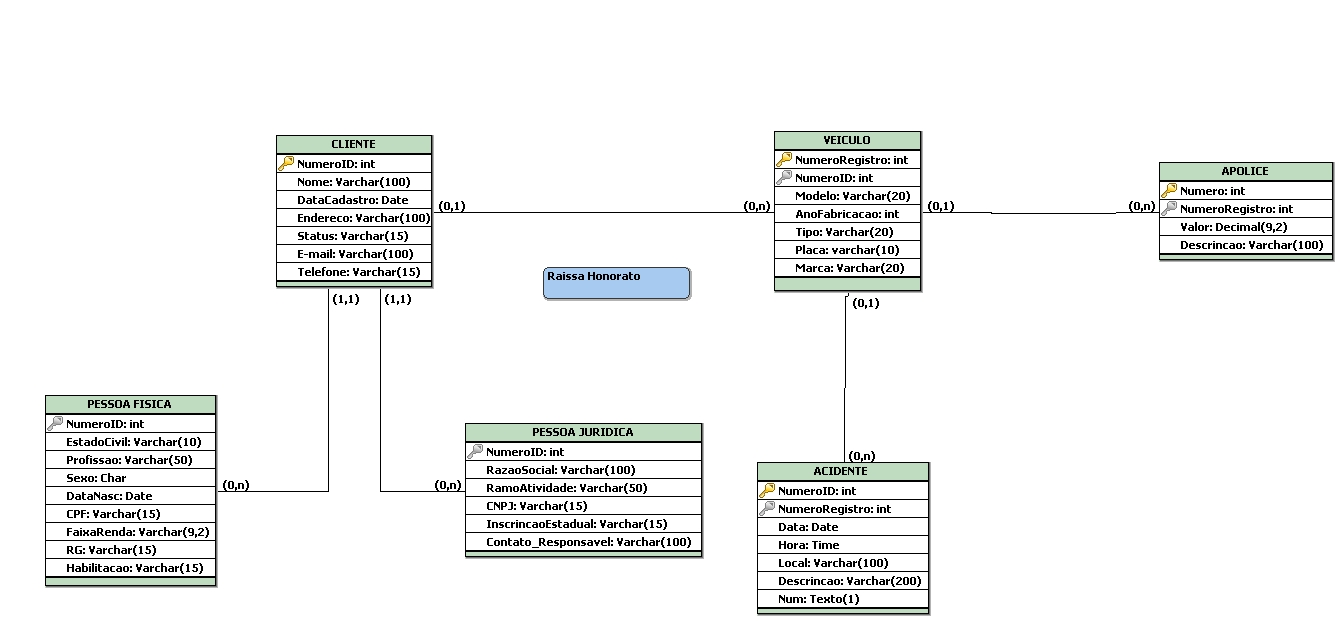 CLIENTE
NumeroID: int
Nome: Varchar(100)
DataCadastro: Date
Endereco: Varchar(100)
Status: Varchar(15)
E-mail: Varchar(100)
Telefone: Varchar(15)
(0,1)
(0,n)
(1,1)
(1,1)
VEICULO
NumeroRegistro: int
NumeroID: int
Modelo: Varchar(20)
AnoFabricacao: int
Tipo: Varchar(20)
Placa: varchar(10)
Marca: Varchar(20)
(0,1)
(0,n)
(0,1)
APOLICE
Numero: int
NumeroRegistro: int
Valor: Decimal(9,2)
Descricao: Varchar(100)
Raissa Honorato
PESSOA FISICA
NumeroID: int
EstadoCivil: Varchar(10)
Profissao: Varchar(50)
Sexo: Char
DataNasc: Date
CPF: Varchar(15)
FaixaRenda: Varchar(9,2)
RG: Varchar(15)
Habilitacao: Varchar(15)
(0,n)
(0,n)
PESSOA JURIDICA
NumeroID: int
RazaoSocial: Varchar(100)
RamoAtividade: Varchar(50)
CNPJ: Varchar(15)
InscricaoEstadual: Varchar(15)
Contato_Responsavel: Varchar(100)
(0,n)
ACIDENTE
NumeroID: int
NumeroRegistro: int
Data: Date
Hora: Time
Local: Varchar(100)
Descricao: Varchar(200)
Num: Texto(1)